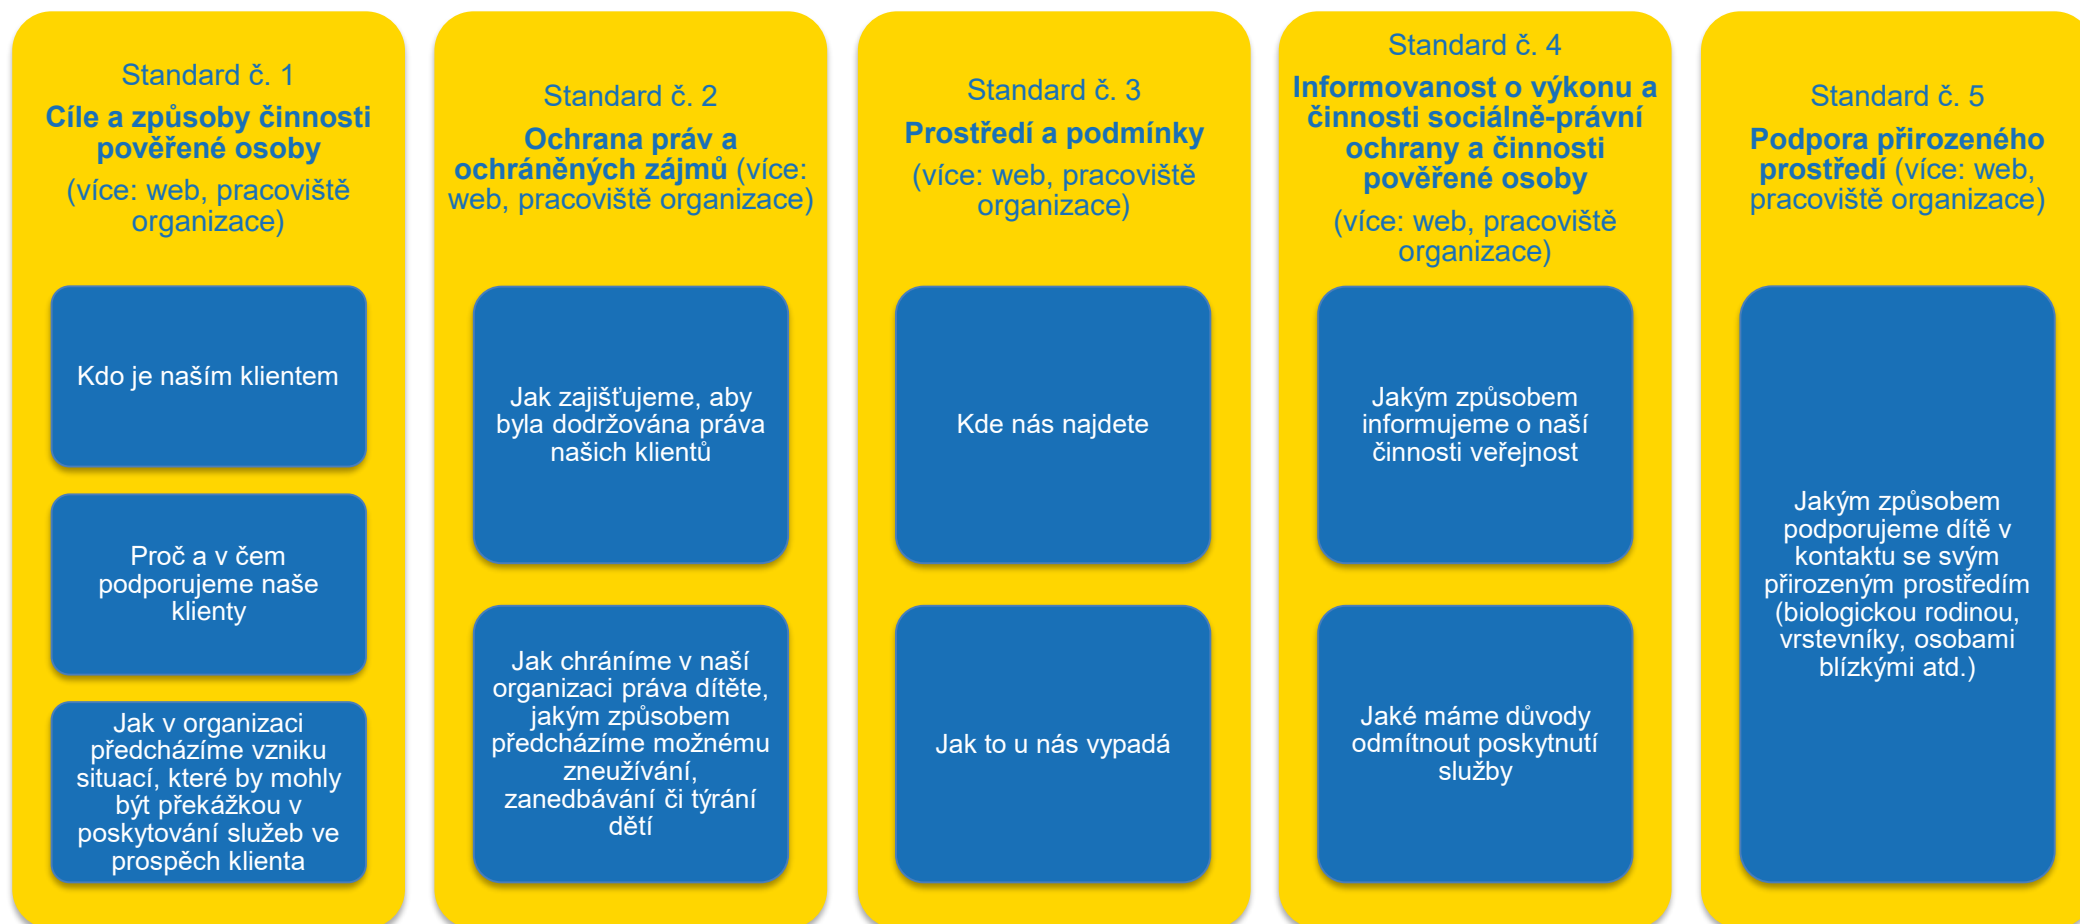 Standard č. 1
Cíle a způsoby činnosti
pověřené osoby
(více: web, pracoviště
organizace)
Kdo je naším klientem
Proč a v čem
podporujeme naše
klienty
Jak v organizaci
předcházíme vzniku
situací, které by mohly
být překážkou v
poskytování služeb ve
prospěch klienta
Standard č. 2
Ochrana práv a
ochráněných zájmů (více:
web, pracoviště organizace)
Jak zajišťujeme, aby
byla dodržována práva
našich klientů
Jak chráníme v naší
organizaci práva dítěte,
jakým způsobem
předcházíme možnému
zneužívání,
zanedbávání či týrání
dětí
Standard č. 3
Prostředí a podmínky
(více: web, pracoviště
organizace)
Kde nás najdete
Jak to u nás vypadá
Standard č. 4
Informovanost o výkonu a
činnosti sociálně-právní
ochrany a činnosti
pověřené osoby
(více: web, pracoviště
organizace)
Jakým způsobem
informujeme o naší
činnosti veřejnost
Jaké máme důvody
odmítnout poskytnutí
služby
Standard č. 5
Podpora přirozeného
prostředí (více: web,
pracoviště organizace)
Jakým způsobem
podporujeme dítě v
kontaktu se svým
přirozeným prostředím
(biologickou rodinou,
vrstevníky, osobami
blízkými atd.)